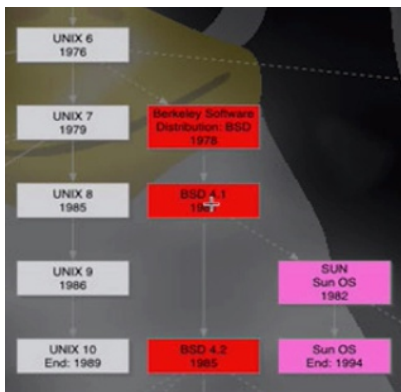 UNIX 6
1976
UNIX 7
1979
Berkeley Software
Distribution: BSD
1978
UNIX 8
1985
BSD 4.1
UNIX 9
1986
SUN
Sun OS
1982
UNIX 10
End: 1989
BSD 4.2
1985
Sun OS
End: 1994